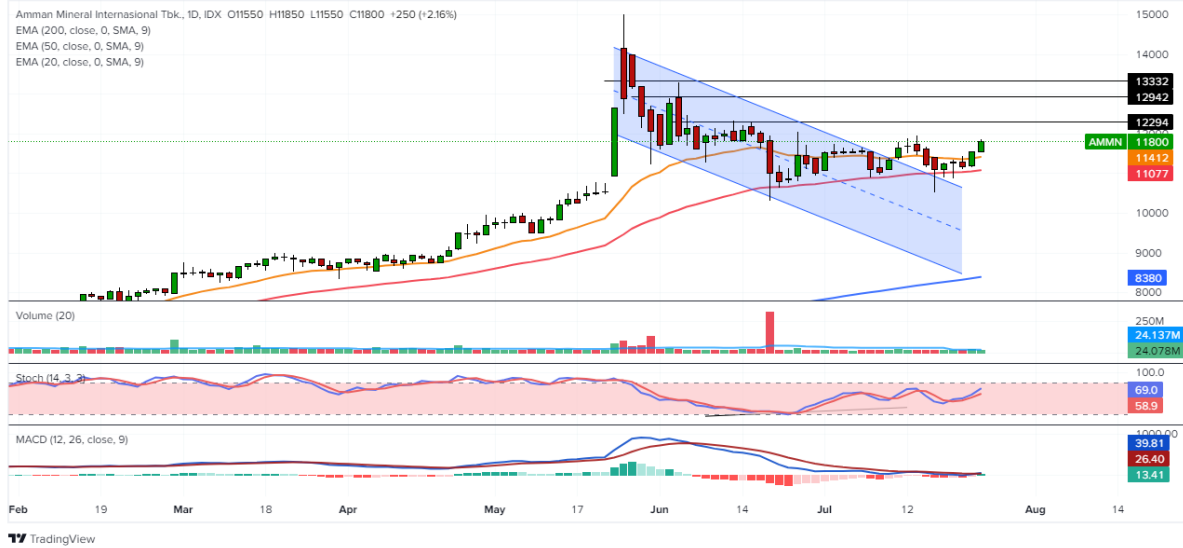 Amman Mineral Internasional Tbk., 1D, IDX O11550 H11850 L11550 C11800 +250 (+2.16%)
EMA (200, close, 0, SMA, 9)
EMA (50, close, 0, SMA, 9)
EMA (20, close, 0, SMA, 9)
15000
14000
13332
12942
12294
AMMN 11800
11412
11077
10000
9000
8380
8000
Volume (20)
250M
24.137M
24.078M
Stoch (14, 3, 3)
100.0
69.0
58.9
MACD (12, 26, close, 9)
1000.00
39.81
26.40
13.41
Feb 19 Mar 18 Apr May 17 Jun 14 Jul 12 Aug 14
TradingView